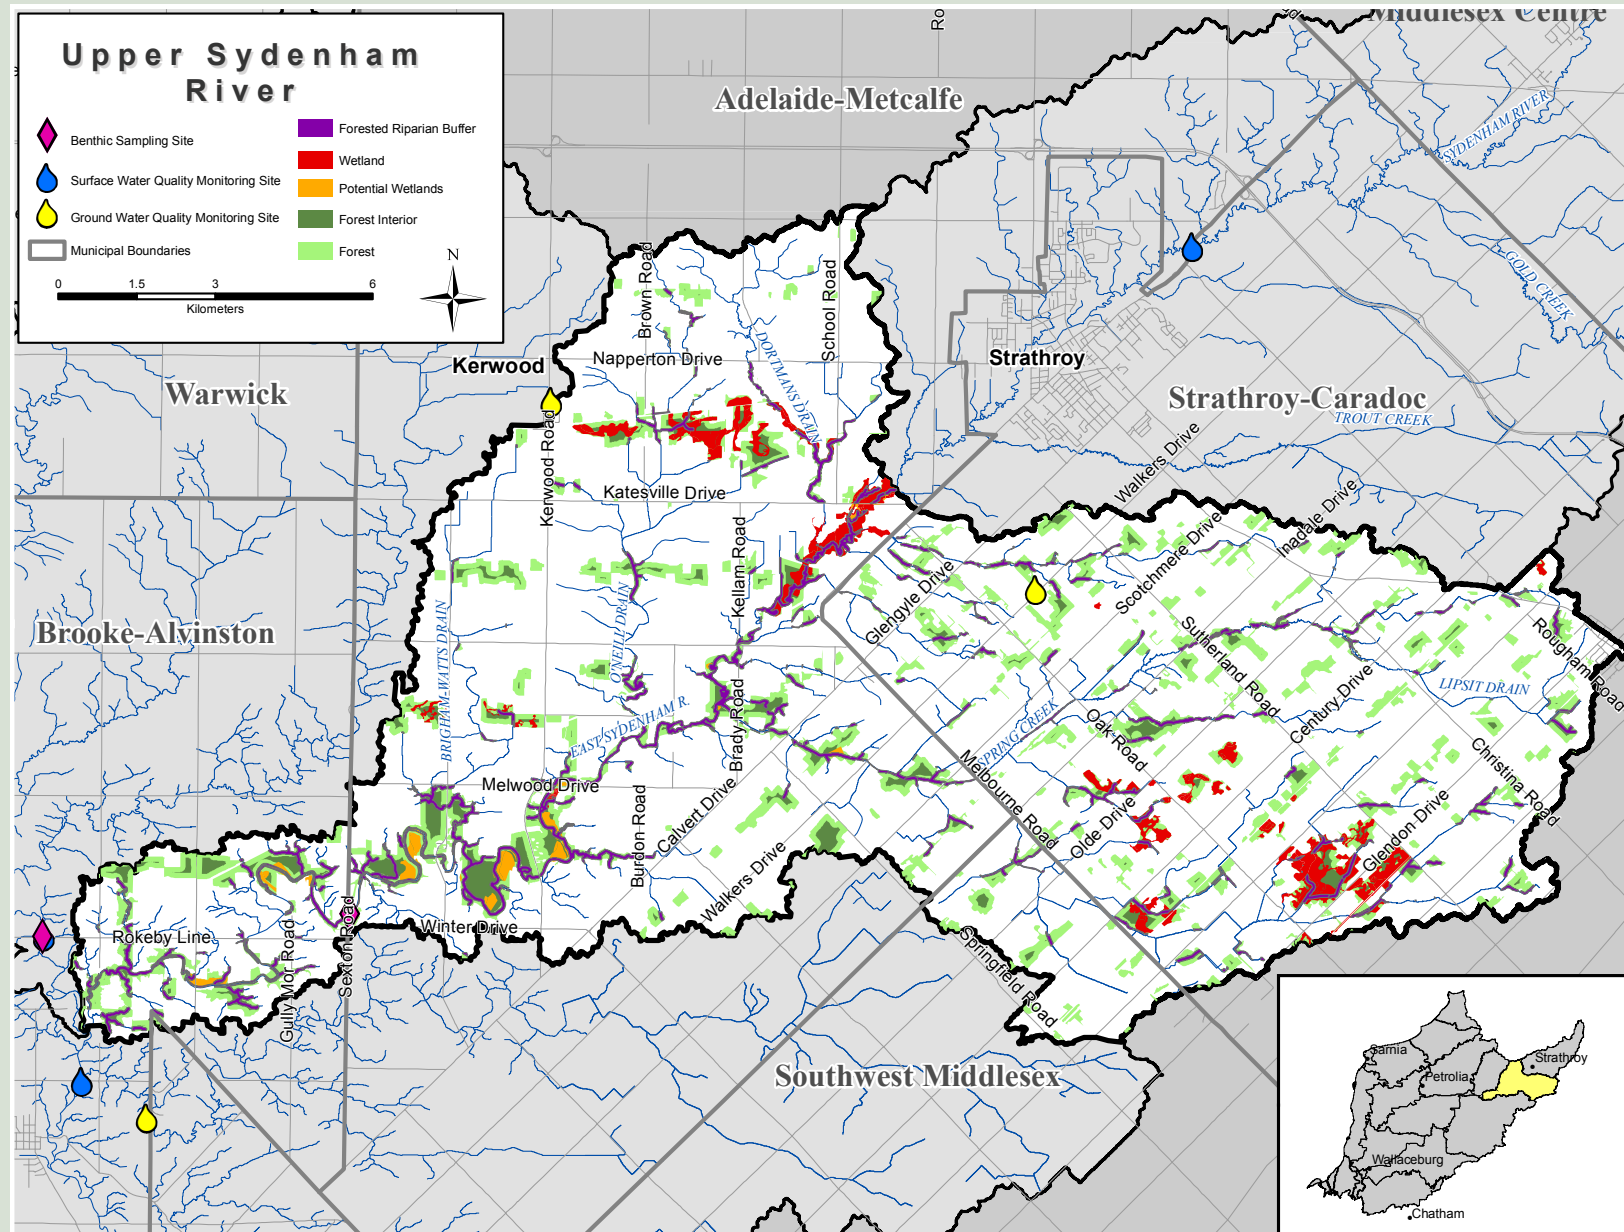 Middlesex Centre
Ro
Upper Sydenham
River
Benthic Sampling Site
Surface Water Quality Monitoring Site
Ground Water Quality Monitoring Site
Municipal Boundaries
Forested Riparian Buffer
Wetland
Potential Wetlands
Forest Interior
Forest
0 1.5 3 6
Kilometers
N
Adelaide-Metcalfe
SYDENHAM RIVER
GOLD CREEK
Brown Road
School Road
DORTMANS DRAIN
Napperton Drive
Kerwood
Strathroy
Warwick
Strathroy-Caradoc
TROUT CREEK
Kerwood Road
Katesville Drive
Walkers Drive
Inadale Drive
Scotchmere Drive
Kellam Road
Glengyle Drive
Brooke-Alvinston
BRIGHAM-WATTS DRAIN
O'NEILL DRAIN
Sutherland Road
Rougham Road
LIPSIT DRAIN
Century Drive
EAST SYDENHAM R.
Brady Road
SPRING CREEK
Oak Road
Christina Road
Melbourne Road
Melwood Drive
Olde Drive
Glendon Drive
Burdon Road
Calvert Drive
Walkers Drive
Winter Drive
Rokeby Line
Sexton Road
Gully Mor Road
Springfield Road
Southwest Middlesex
Sarnia
Strathroy
Petrolia
Wallaceburg
Chatham